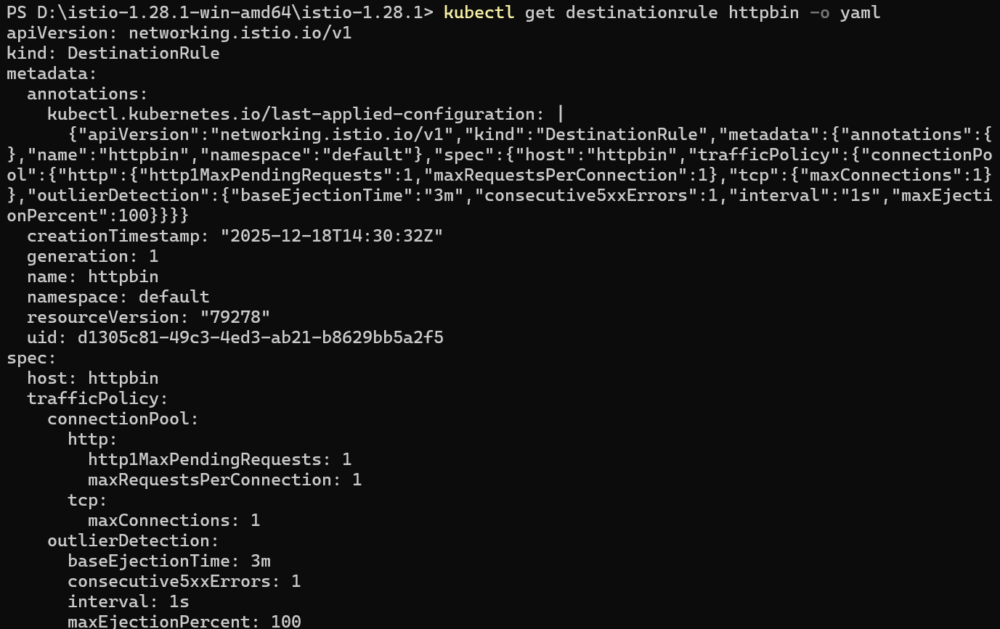 PS D:\istio-1.28.1-win-amd64\istio-1.28.1> kubectl get destinationrule httpbin -o yaml
apiVersion: networking.istio.io/v1
kind: DestinationRule
metadata:
  annotations:
    kubectl.kubernetes.io/last-applied-configuration: |
      {"apiVersion":"networking.istio.io/v1","kind":"DestinationRule","metadata":{"annotations":{
},"name":"httpbin","namespace":"default"},"spec":{"host":"httpbin","trafficPolicy":{"connectionPo
ol":{"http":{"http1MaxPendingRequests":1,"maxRequestsPerConnection":1},"tcp":{"maxConnections":1}
},"outlierDetection":{"baseEjectionTime":"3m","consecutive5xxErrors":1,"interval":"1s","maxEjecti
onPercent":100}}}}
  creationTimestamp: "2025-12-18T14:30:32Z"
  generation: 1
  name: httpbin
  namespace: default
  resourceVersion: "79278"
  uid: d1305c81-49c3-4ed3-ab21-b8629bb5a2f5
spec:
  host: httpbin
  trafficPolicy:
    connectionPool:
      http:
        http1MaxPendingRequests: 1
        maxRequestsPerConnection: 1
      tcp:
        maxConnections: 1
    outlierDetection:
      baseEjectionTime: 3m
      consecutive5xxErrors: 1
      interval: 1s
      maxEjectionPercent: 100